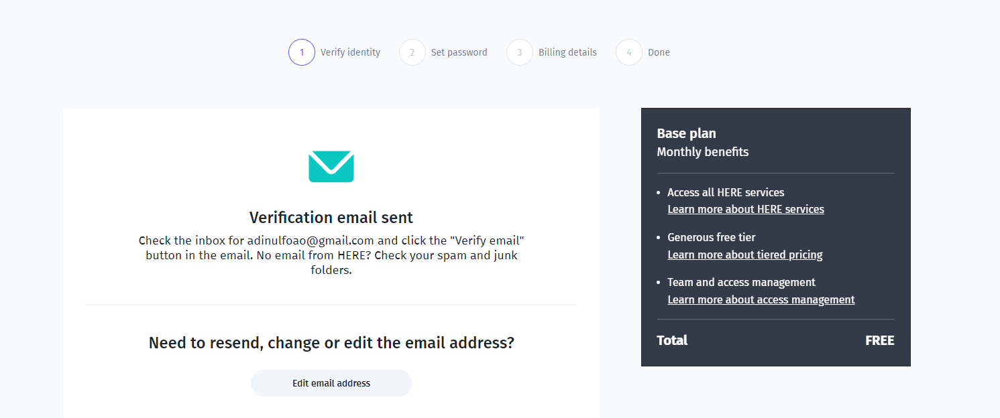 1 Verify identity 2 Set password 3 Billing details 4 Done
Verification email sent
Check the inbox for adinulfoao@gmail.com and click the "Verify email"
button in the email. No email from HERE? Check your spam and junk
folders.
Need to resend, change or edit the email address?
Edit email address
Base plan
Monthly benefits
• Access all HERE services
Learn more about HERE services
• Generous free tier
Learn more about tiered pricing
• Team and access management
Learn more about access management
Total FREE